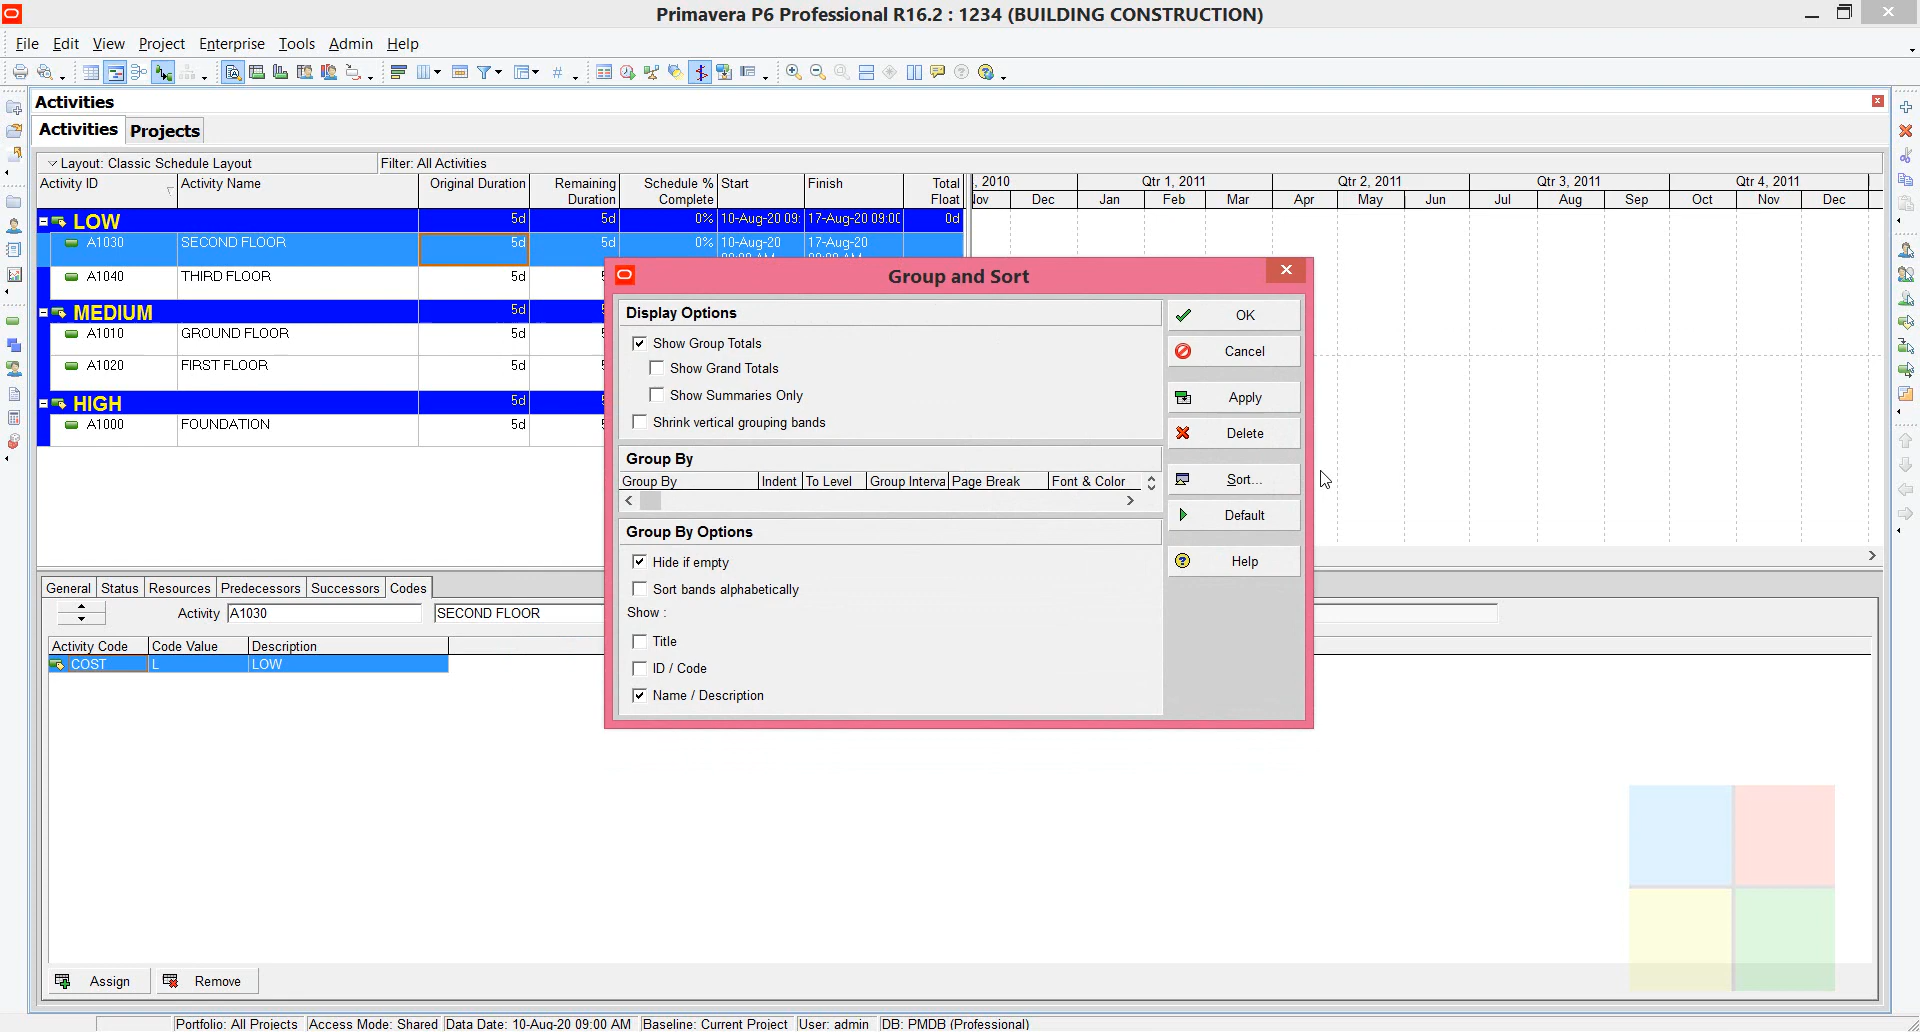 Primavera P6 Professional R16.2 : 1234 (BUILDING CONSTRUCTION)
File Edit View Project Enterprise Tools Admin Help
Activities
Activities Projects
Layout: Classic Schedule Layout Filter: All Activities
Activity ID Activity Name Original Duration Remaining Duration Schedule % Complete Start Finish Total Float
, 2010 Qtr 1, 2011 Qtr 2, 2011 Qtr 3, 2011 Qtr 4, 2011
Nov Dec Jan Feb Mar Apr May Jun Jul Aug Sep Oct Nov Dec
LOW 5d 5d 0% 10-Aug-20 09: 17-Aug-20 09:00 0d
A1030 SECOND FLOOR 5d 5d 0% 10-Aug-20 17-Aug-20
A1040 THIRD FLOOR 5d
MEDIUM 5d
A1010 GROUND FLOOR 5d
A1020 FIRST FLOOR 5d
HIGH 5d
A1000 FOUNDATION 5d
Group and Sort
Display Options
Show Group Totals
Show Grand Totals
Show Summaries Only
Shrink vertical grouping bands
Group By
Group By Indent To Level Group Interva Page Break Font & Color
Group By Options
Hide if empty
Sort bands alphabetically
Show :
Title
ID / Code
Name / Description
OK
Cancel
Apply
Delete
Sort...
Default
Help
General Status Resources Predecessors Successors Codes
Activity A1030 SECOND FLOOR
Activity Code Code Value Description
COST L LOW
Assign Remove
Portfolio: All Projects Access Mode: Shared Data Date: 10-Aug-20 09:00 AM Baseline: Current Project User: admin DB: PMDB (Professional)